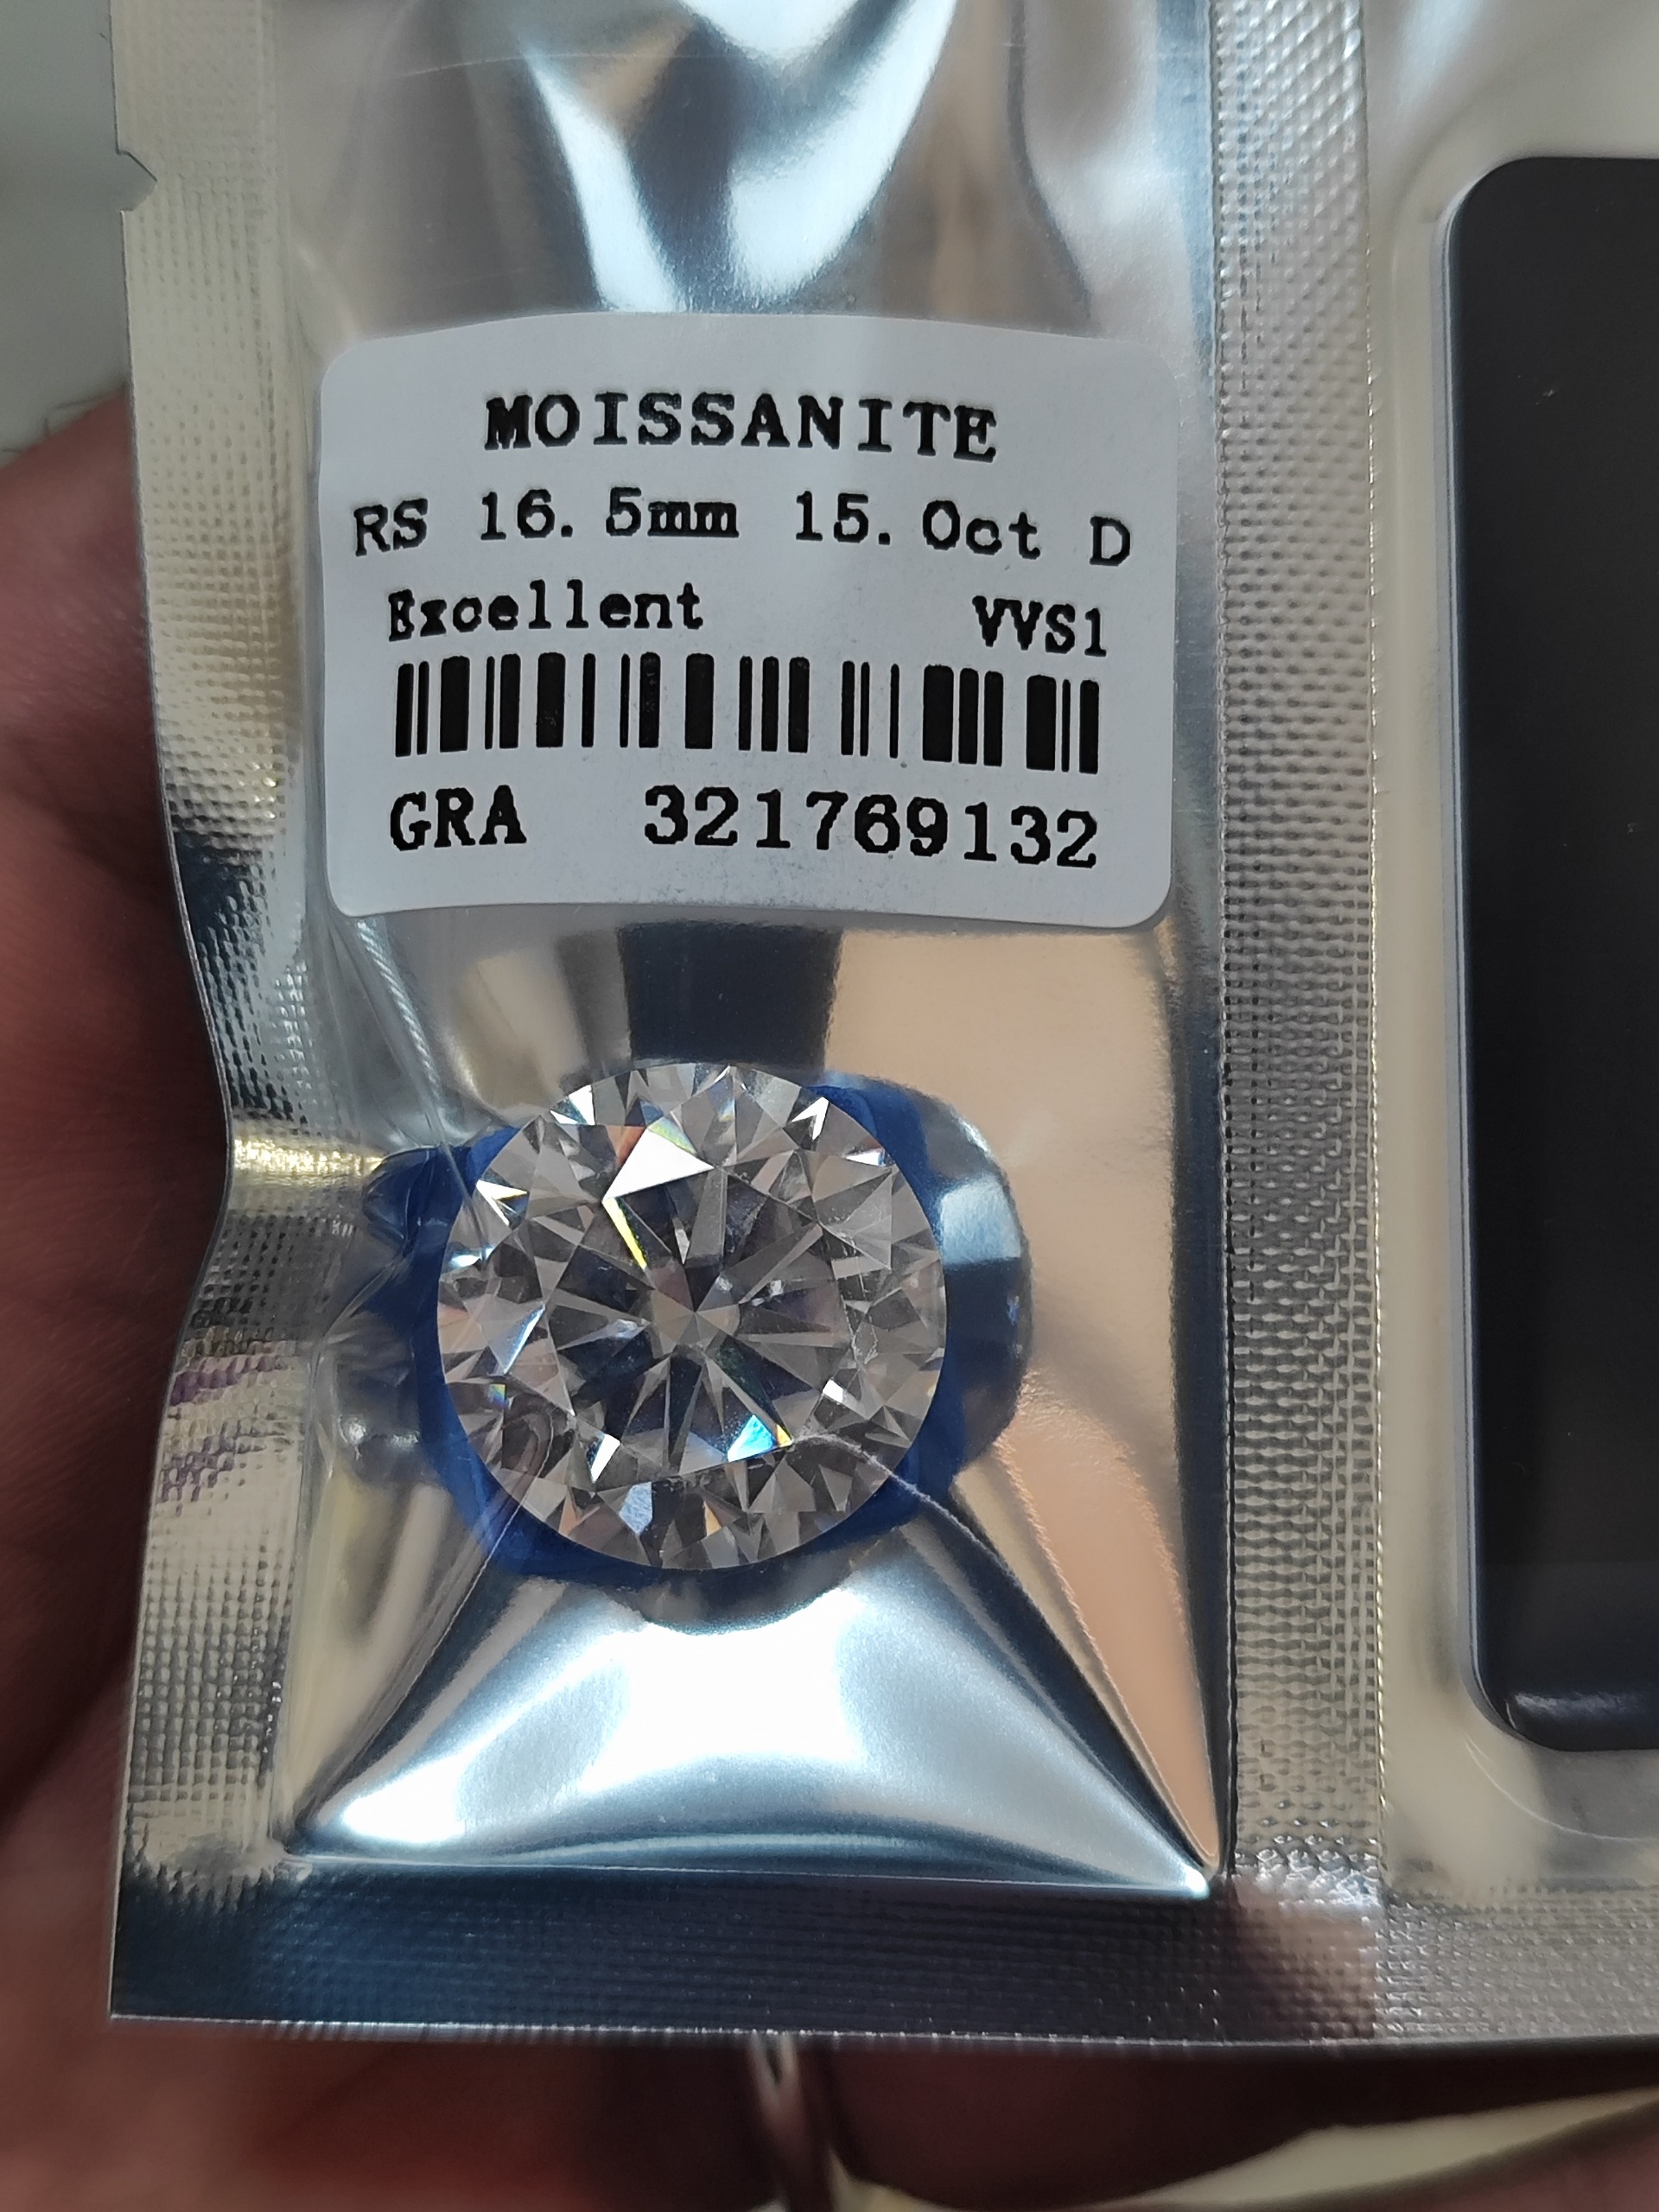 MOISSANITE
RS 16.5mm 15.0ct D
Excellent VVS1
GRA 321769132